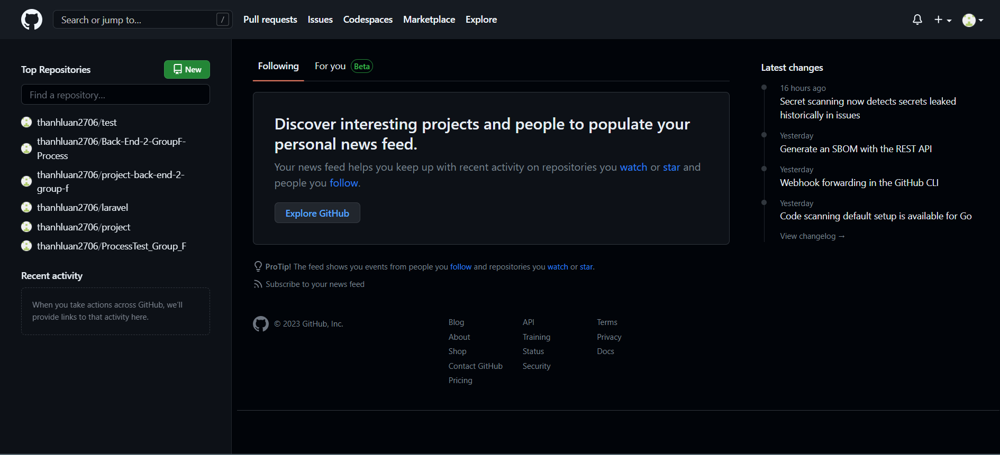 Search or jump to...
/
Pull requests
Issues
Codespaces
Marketplace
Explore
Top Repositories
New
Find a repository...
thanhluan2706/test
thanhluan2706/Back-End-2-GroupF-
Process
thanhluan2706/project-back-end-2-
group-f
thanhluan2706/laravel
thanhluan2706/project
thanhluan2706/ProcessTest_Group_F
Recent activity
When you take actions across GitHub, we'll
provide links to that activity here.
Following
For you
Beta
Discover interesting projects and people to populate your
personal news feed.
Your news feed helps you keep up with recent activity on repositories you watch or star and
people you follow.
Explore GitHub
ProTip! The feed shows you events from people you follow and repositories you watch or star.
Subscribe to your news feed
© 2023 GitHub, Inc.
Blog
About
Shop
Contact GitHub
Pricing
API
Training
Status
Security
Terms
Privacy
Docs
Latest changes
16 hours ago
Secret scanning now detects secrets leaked
historically in issues
Yesterday
Generate an SBOM with the REST API
Yesterday
Webhook forwarding in the GitHub CLI
Yesterday
Code scanning default setup is available for Go
View changelog →